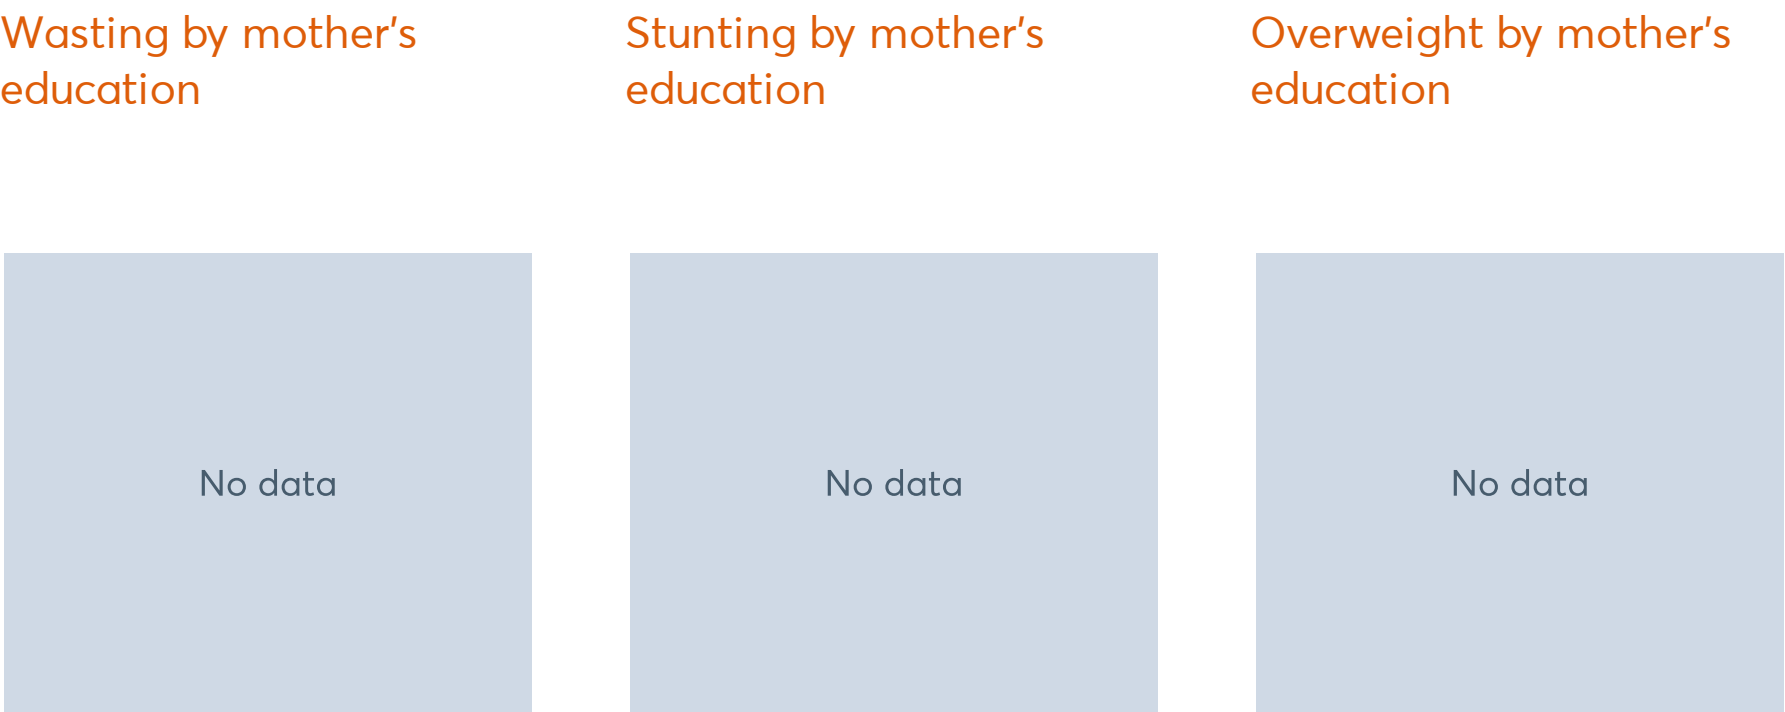 Wasting by mother's
education
Stunting by mother's
education
Overweight by mother's
education
No data
No data
No data